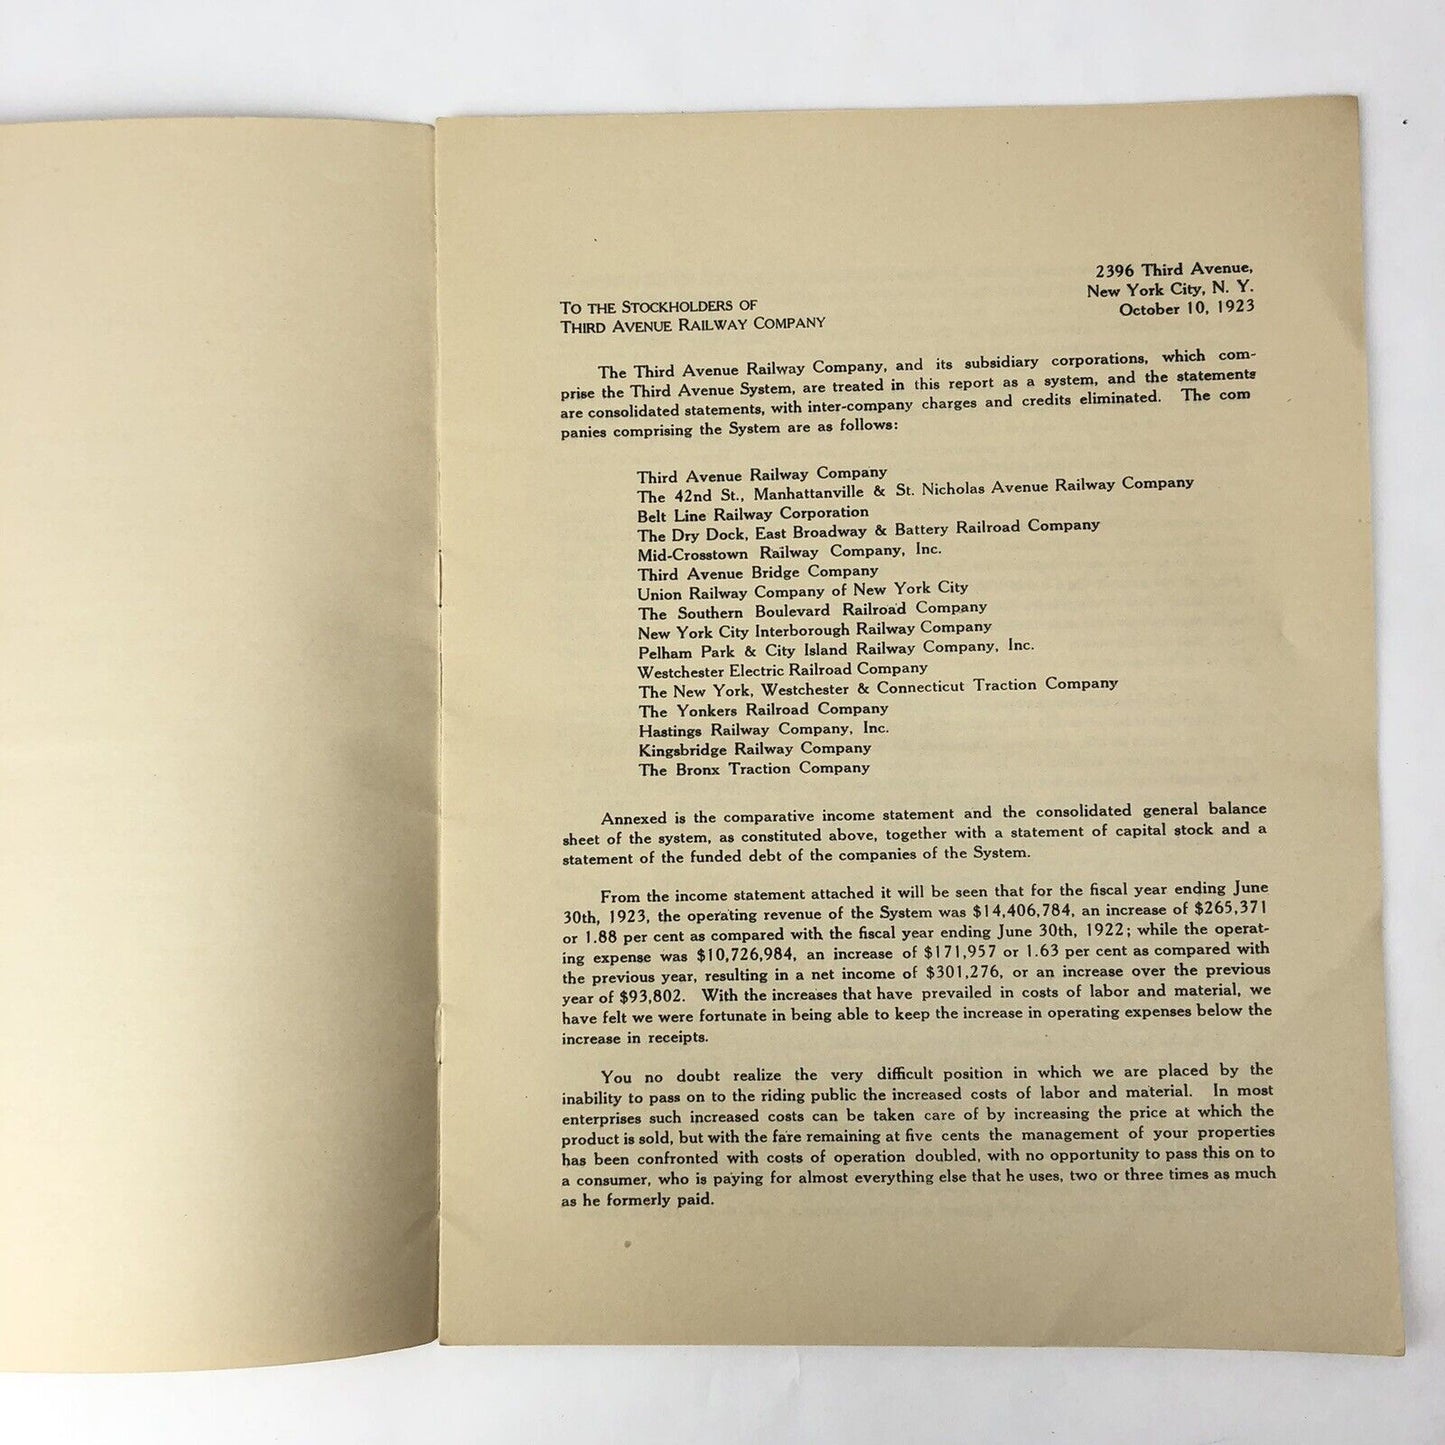 2396 Third Avenue,
New York City, N. Y.
October 10, 1923
TO THE STOCKHOLDERS OF
THIRD AVENUE RAILWAY COMPANY
The Third Avenue Railway Company, and its subsidiary corporations, which com-
prise the Third Avenue System, are treated in this report as a system, and the statements
are consolidated statements, with inter-company charges and credits eliminated. The com
panies comprising the System are as follows:
Third Avenue Railway Company
The 42nd St., Manhattanville & St. Nicholas Avenue Railway Company
Belt Line Railway Corporation
The Dry Dock, East Broadway & Battery Railroad Company
Mid-Crosstown Railway Company, Inc.
Third Avenue Bridge Company
Union Railway Company of New York City
The Southern Boulevard Railroad Company
New York City Interborough Railway Company
Pelham Park & City Island Railway Company, Inc.
Westchester Electric Railroad Company
The New York, Westchester & Connecticut Traction Company
The Yonkers Railroad Company
Hastings Railway Company, Inc.
Kingsbridge Railway Company
The Bronx Traction Company
Annexed is the comparative income statement and the consolidated general balance
sheet of the system, as constituted above, together with a statement of capital stock and a
statement of the funded debt of the companies of the System.
From the income statement attached it will be seen that for the fiscal year ending June
30th, 1923, the operating revenue of the System was $14,406,784, an increase of $265,371
or 1.88 per cent as compared with the fiscal year ending June 30th, 1922; while the operat-
ing expense was $10,726,984, an increase of $171,957 or 1.63 per cent as compared with
the previous year, resulting in a net income of $301,276, or an increase over the previous
year of $93,802. With the increases that have prevailed in costs of labor and material, we
have felt we were fortunate in being able to keep the increase in operating expenses below the
increase in receipts.
You no doubt realize the very difficult position in which we are placed by the
inability to pass on to the riding public the increased costs of labor and material. In most
enterprises such increased costs can be taken care of by increasing the price at which the
product is sold, but with the fare remaining at five cents the management of your properties
has been confronted with costs of operation doubled, with no opportunity to pass this on to
a consumer, who is paying for almost everything else that he uses, two or three times as much
as he formerly paid.